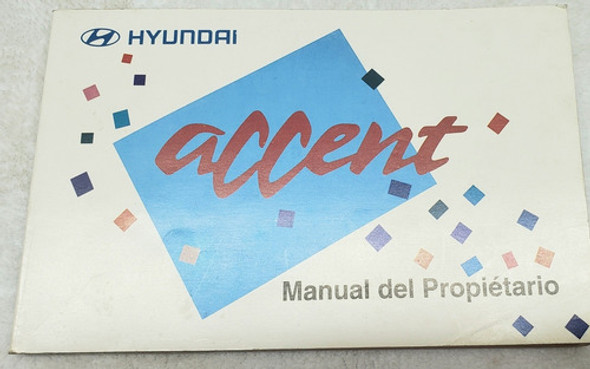 HYUNDAI
accent
Manual del Propiétario